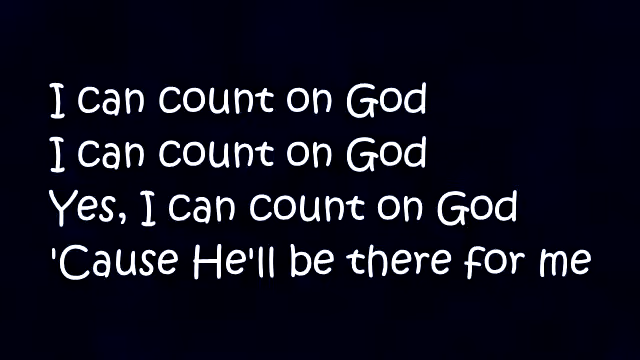 I can count on God
I can count on God
Yes, I can count on God
'Cause He'll be there for me